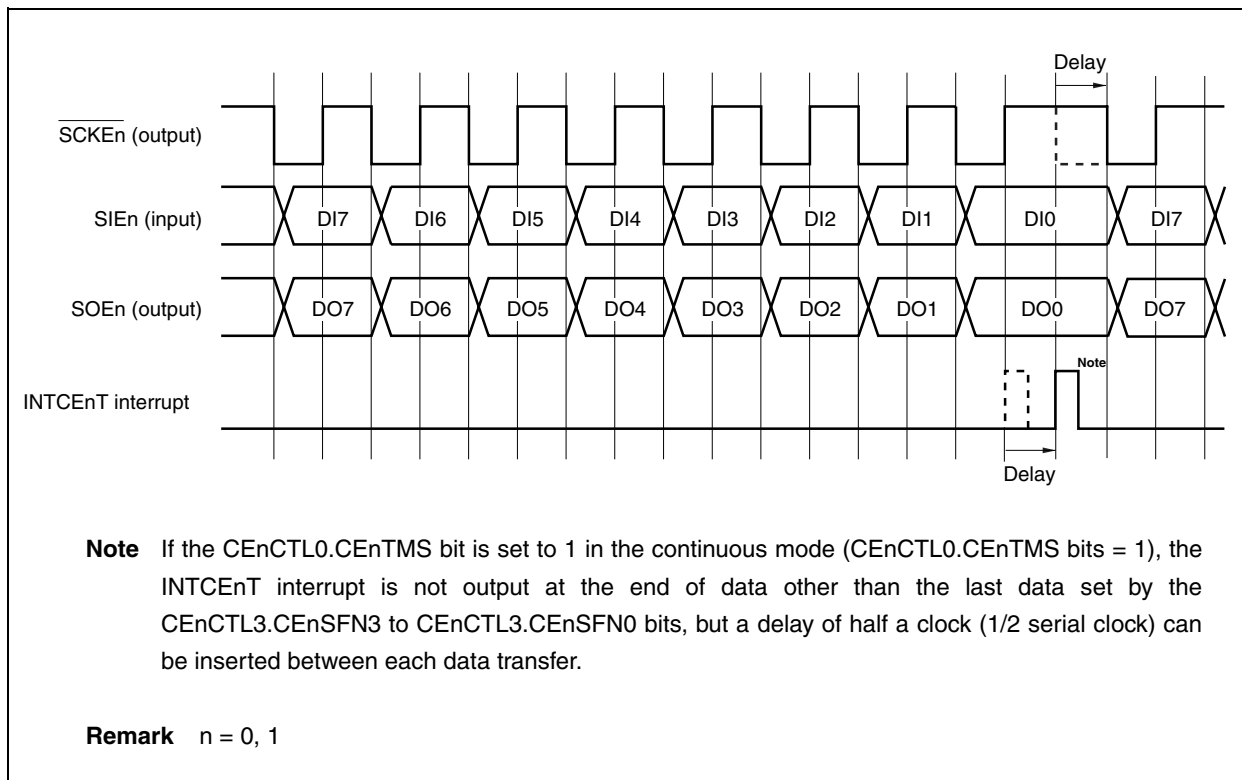 Delay
SCKEn (output)
SIEn (input) DI7 DI6 DI5 DI4 DI3 DI2 DI1 DI0 DI7
SOEn (output) DO7 DO6 DO5 DO4 DO3 DO2 DO1 DO0 DO7
Note
INTCEnT interrupt
Delay
Note If the CEnCTL0.CEnTMS bit is set to 1 in the continuous mode (CEnCTL0.CEnTMS bits = 1), the
INTCEnT interrupt is not output at the end of data other than the last data set by the
CEnCTL3.CEnSFN3 to CEnCTL3.CEnSFN0 bits, but a delay of half a clock (1/2 serial clock) can
be inserted between each data transfer.
Remark n = 0, 1